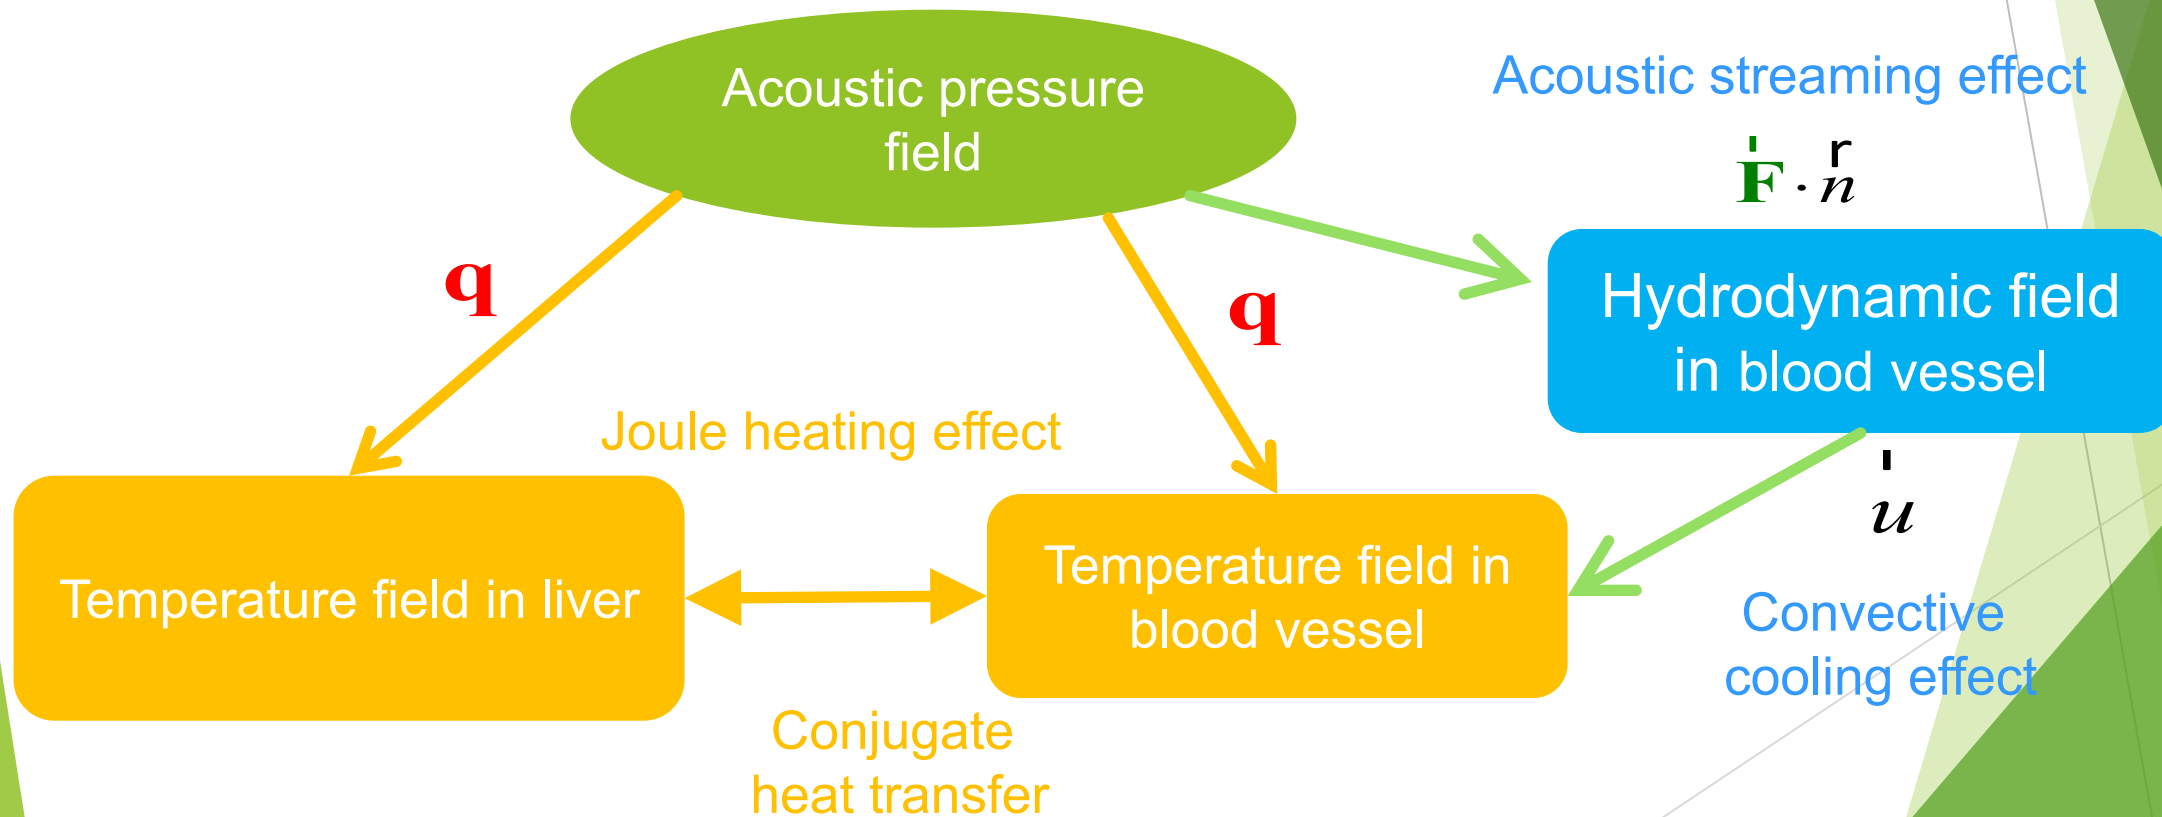 Acoustic pressure
field
Acoustic streaming effect
F · n
r
q
q
Hydrodynamic field
in blood vessel
Joule heating effect
u
Temperature field in liver
Temperature field in
blood vessel
Convective
cooling effect
Conjugate
heat transfer